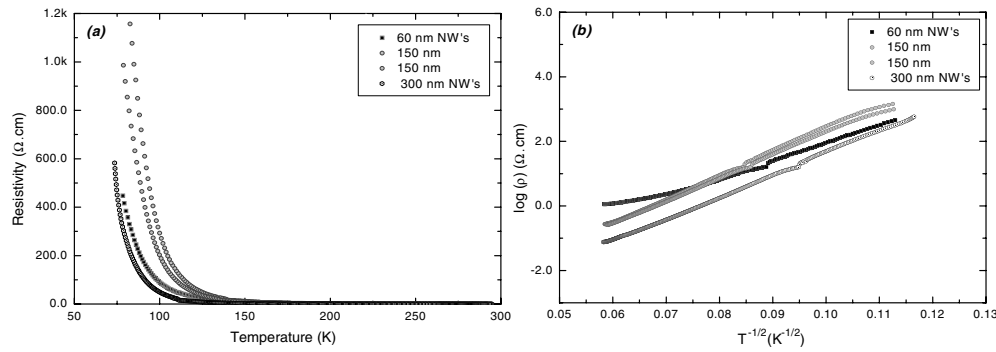 (a)
60 nm NW's
150 nm
150 nm
300 nm NW's
1.2k
1.0k
800.0
600.0
400.0
200.0
0.0
50
100
150
200
250
300
Resistivity (Ω.cm)
Temperature (K)
(b)
60 nm NW's
150 nm
150 nm
300 nm NW's
6.0
4.0
2.0
0.0
-2.0
0.05
0.06
0.07
0.08
0.09
0.10
0.11
0.12
0.13
log (ρ) (Ω.cm)
T^-1/2(K^-1/2)